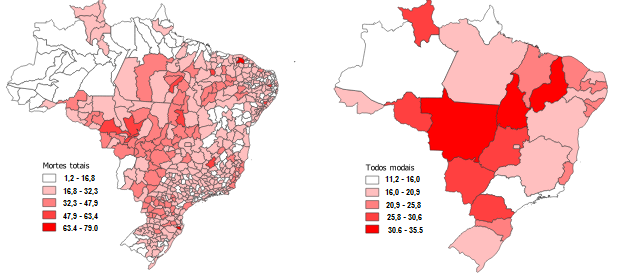 Mortes totais
1,2 - 16,8
16,8 - 32,3
32,3 - 47,9
47,9 - 63,4
63.4 - 79.0
Todos modais
11,2 - 16,0
16,0 - 20,9
20,9 - 25,8
25,8 - 30,6
30.6 - 35.5